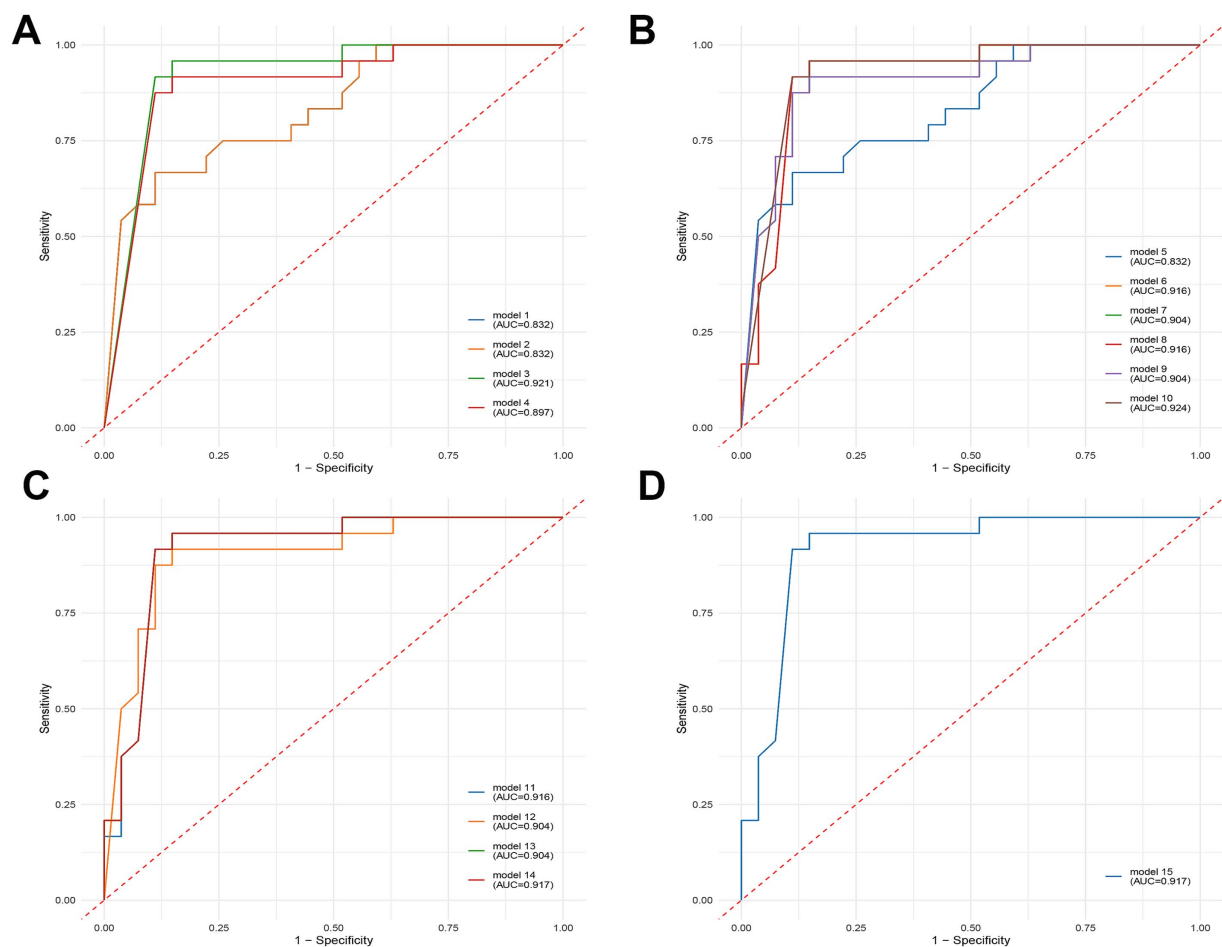 A
1.00
0.75
0.50
0.25
0.00
Sensitivity
model 1
(AUC=0.832)
model 2
(AUC=0.832)
model 3
(AUC=0.921)
model 4
(AUC=0.897)
0.00 0.25 0.50 0.75 1.00
1 − Specificity
B
1.00
0.75
0.50
0.25
0.00
Sensitivity
model 5
(AUC=0.832)
model 6
(AUC=0.916)
model 7
(AUC=0.904)
model 8
(AUC=0.916)
model 9
(AUC=0.904)
model 10
(AUC=0.924)
0.00 0.25 0.50 0.75 1.00
1 − Specificity
C
1.00
0.75
0.50
0.25
0.00
Sensitivity
model 11
(AUC=0.916)
model 12
(AUC=0.904)
model 13
(AUC=0.904)
model 14
(AUC=0.917)
0.00 0.25 0.50 0.75 1.00
1 − Specificity
D
1.00
0.75
0.50
0.25
0.00
Sensitivity
model 15
(AUC=0.917)
0.00 0.25 0.50 0.75 1.00
1 − Specificity